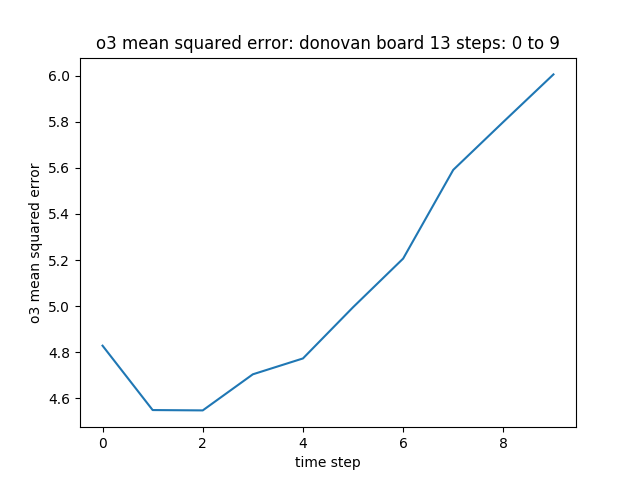 o3 mean squared error: donovan board 13 steps: 0 to 9
6.0
5.8
5.6
5.4
5.2
5.0
4.8
4.6
o3 mean squared error
0 2 4 6 8
time step